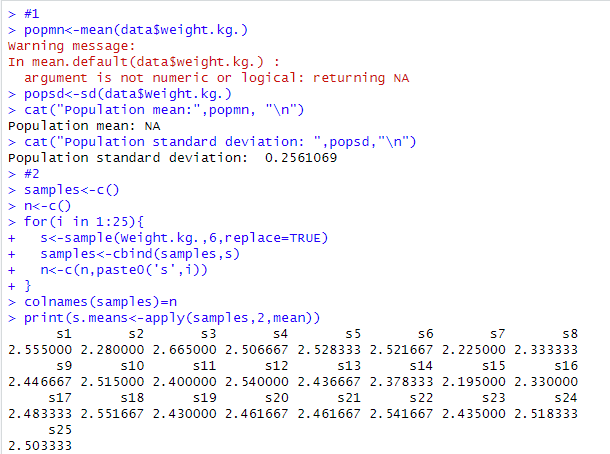 > #1
> popmn<-mean(data$weight.kg.)
Warning message:
In mean.default(data$weight.kg.) :
  argument is not numeric or logical: returning NA
> popsd<-sd(data$weight.kg.)
> cat("Population mean:",popmn, "\n")
Population mean: NA
> cat("Population standard deviation: ",popsd,"\n")
Population standard deviation:  0.2561069
> #2
> samples<-c()
> n<-c()
> for(i in 1:25){
+   s<-sample(Weight.kg.,6,replace=TRUE)
+   samples<-cbind(samples,s)
+   n<-c(n,paste0('s',i))
+ }
> colnames(samples)=n
> print(s.means<-apply(samples,2,mean))
      s1       s2       s3       s4       s5       s6       s7       s8
2.555000 2.280000 2.665000 2.506667 2.528333 2.521667 2.225000 2.333333
      s9      s10      s11      s12      s13      s14      s15      s16
2.446667 2.515000 2.400000 2.540000 2.436667 2.378333 2.195000 2.330000
     s17      s18      s19      s20      s21      s22      s23      s24
2.483333 2.551667 2.430000 2.461667 2.461667 2.541667 2.435000 2.518333
     s25
2.503333